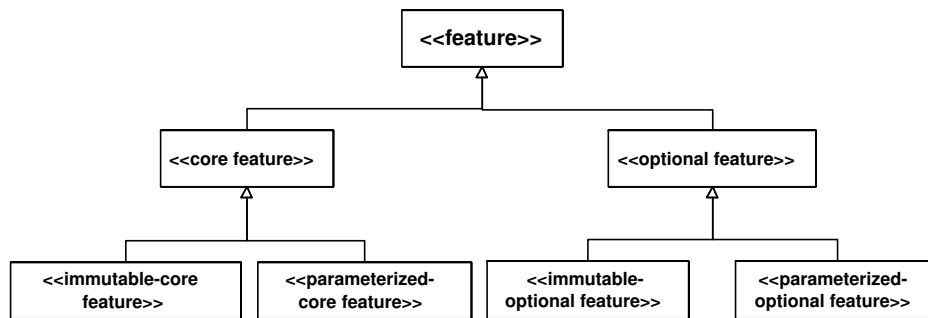 <<feature>>
<<core feature>>
<<optional feature>>
<<immutable-core
feature>>
<<parameterized-
core feature>>
<<immutable-
optional feature>>
<<parameterized-
optional feature>>